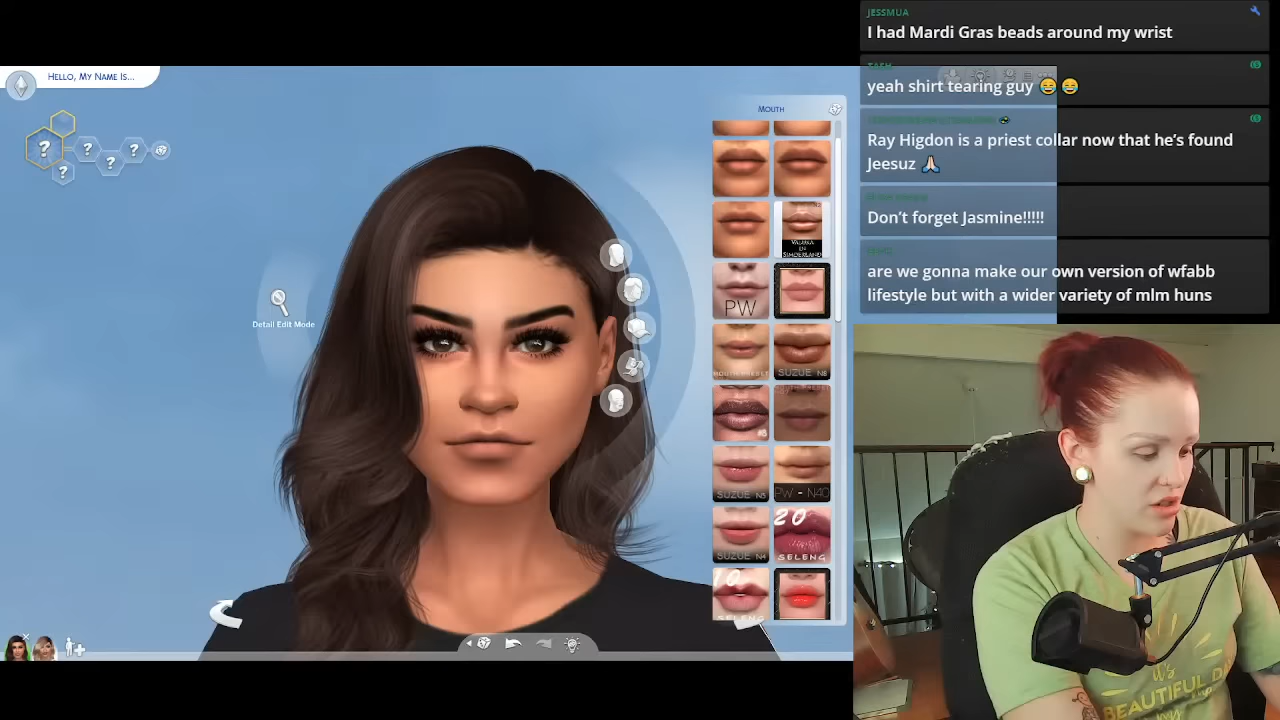 HELLO, MY NAME IS...
Detail Edit Mode
MOUTH
PW
SUZUE N6
SUZUE N5
PW - N40
SUZUE N4
20
SELENG
JESSMUA
I had Mardi Gras beads around my wrist
yeah shirt tearing guy 😂 😂
Ray Higdon is a priest collar now that he's found
Jeesuz 🙏🏻
Don't forget Jasmine!!!!!
are we gonna make our own version of wfabb
lifestyle but with a wider variety of mlm huns
it's
BEAUTIFUL